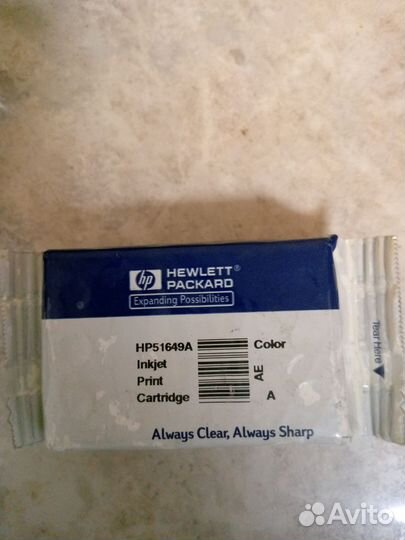 hp HEWLETT®
PACKARD
Expanding Possibilities
HP51649A Color
Inkjet
Print AE
Cartridge A
Always Clear, Always Sharp
Tear Here
Avito